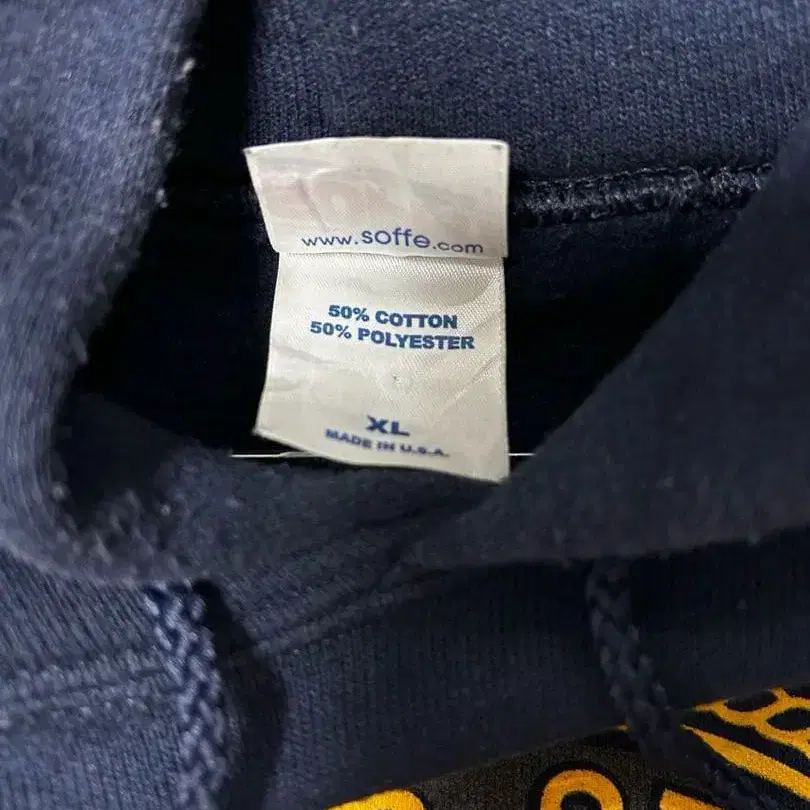 www.soffe.com
50% COTTON
50% POLYESTER
XL
MADE IN U.S.A.